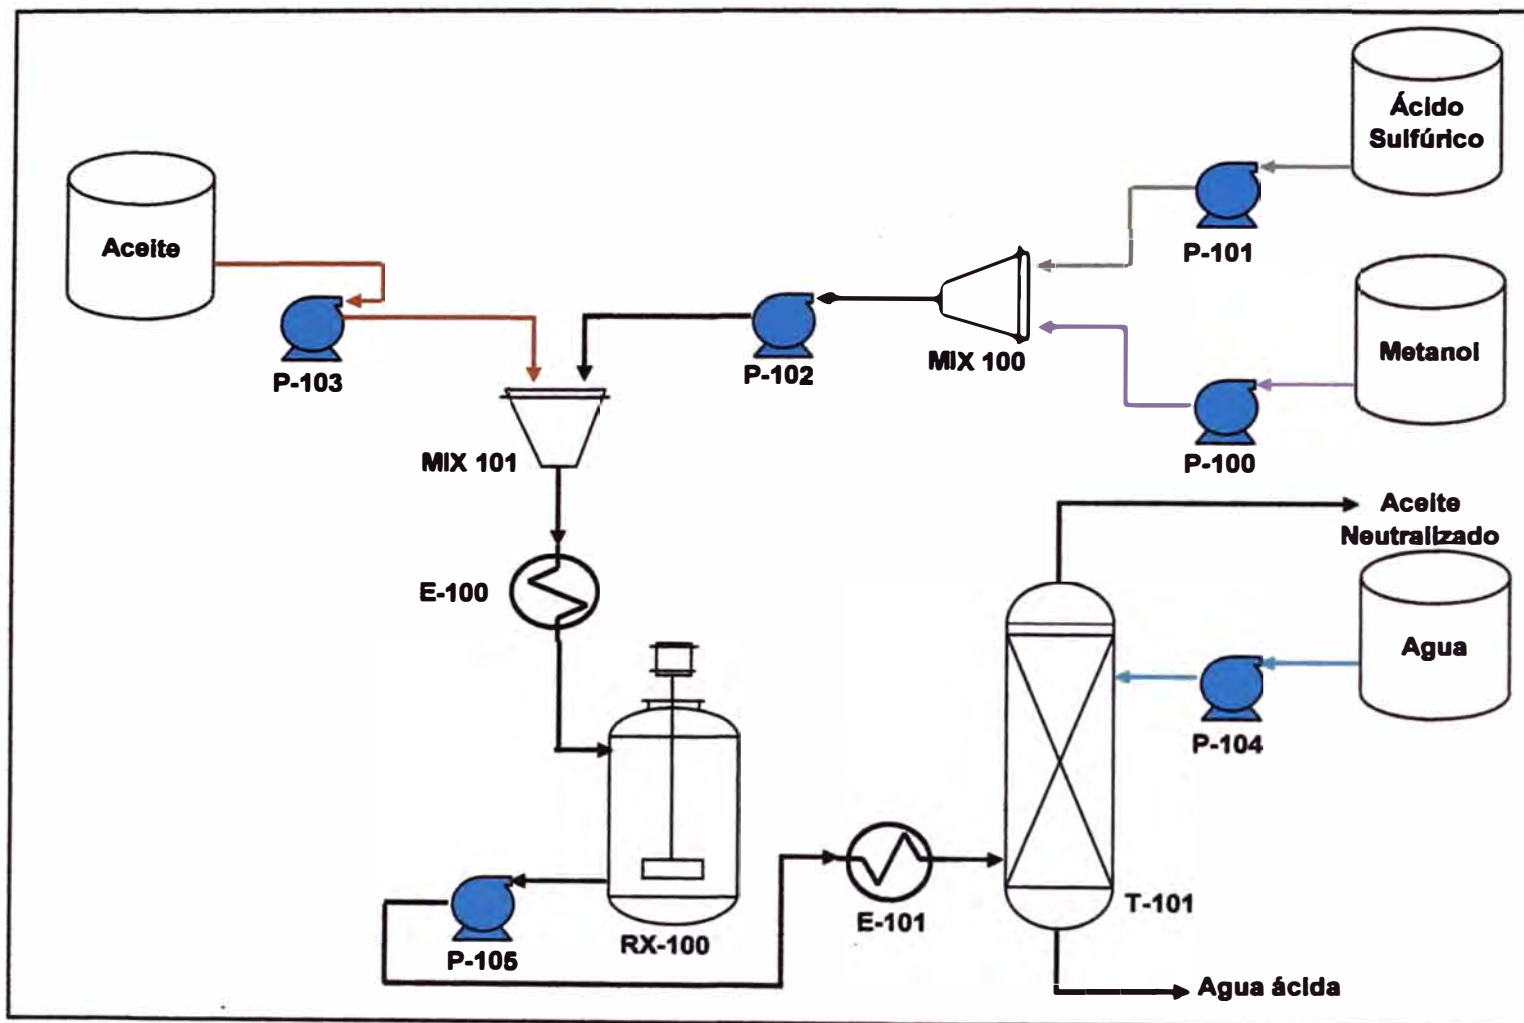 Ácido
Sulfúrico
Aceite
P-101
P-103
P-102
MIX 100
Metanol
MIX 101
P-100
Aceite
Neutralizado
E-100
Agua
P-104
E-101
T-101
RX-100
P-105
Agua ácida